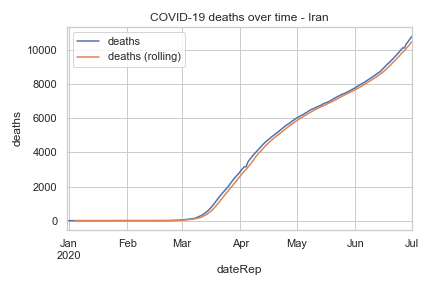 COVID-19 deaths over time - Iran
deaths
deaths (rolling)
10000
8000
6000
4000
2000
0
deaths
Jan Feb Mar Apr May Jun Jul
2020
dateRep